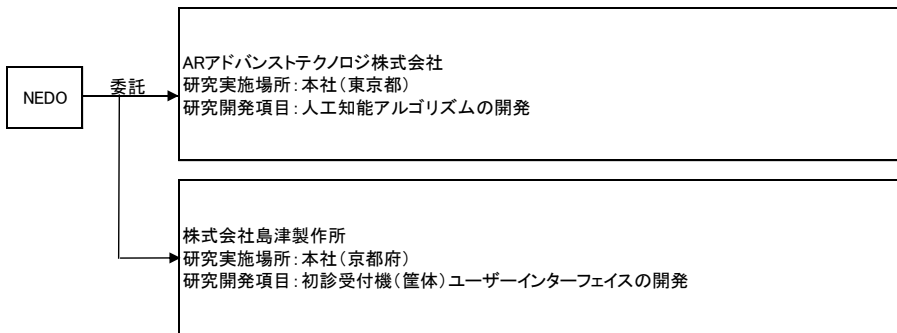 NEDO
委託
ARアドバンストテクノロジ株式会社
研究実施場所：本社（東京都）
研究開発項目：人工知能アルゴリズムの開発
株式会社島津製作所
研究実施場所：本社（京都府）
研究開発項目：初診受付機（筐体）ユーザーインターフェイスの開発